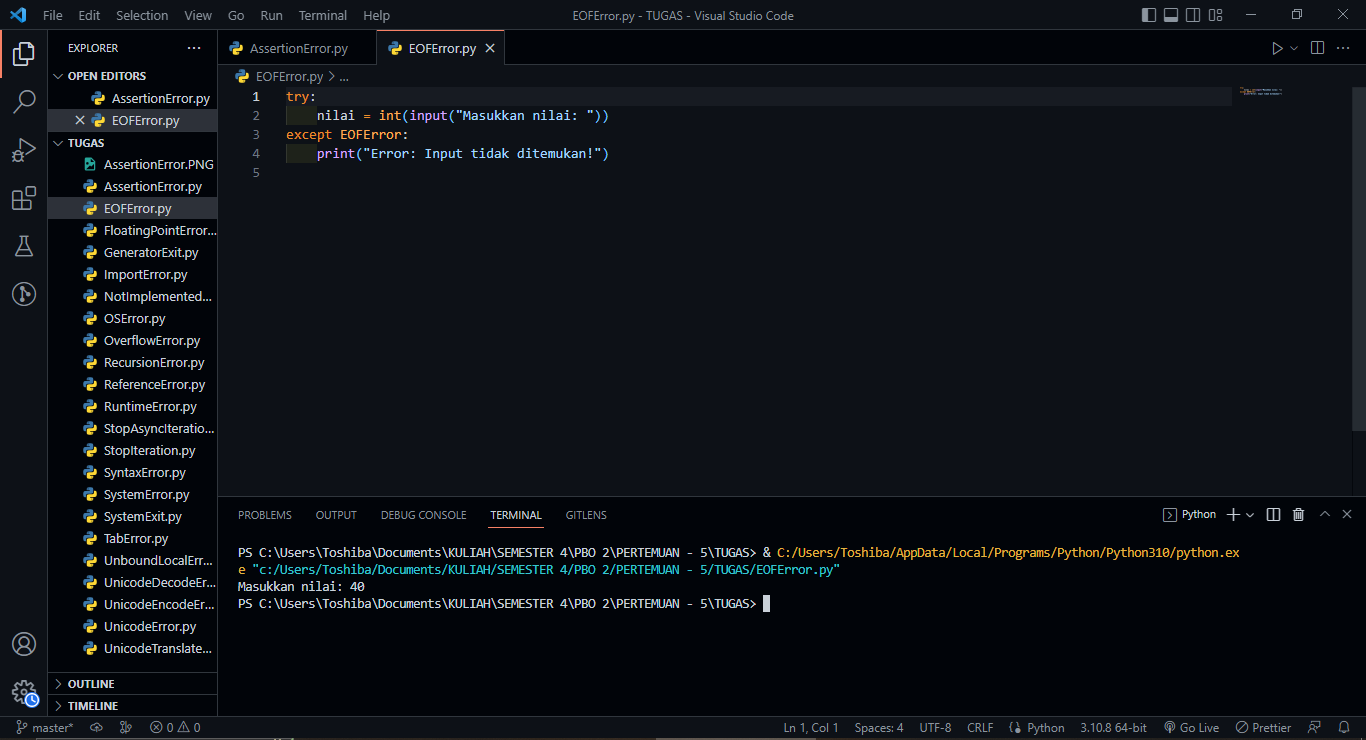 File Edit Selection View Go Run Terminal Help EOFError.py - TUGAS - Visual Studio Code
EXPLORER
OPEN EDITORS
AssertionError.py
EOFError.py
TUGAS
AssertionError.PNG
AssertionError.py
EOFError.py
FloatingPointError...
GeneratorExit.py
ImportError.py
NotImplemented...
OSError.py
OverflowError.py
RecursionError.py
ReferenceError.py
RuntimeError.py
StopAsyncIteratio...
StopIteration.py
SyntaxError.py
SystemError.py
SystemExit.py
TabError.py
UnboundLocalErr...
UnicodeDecodeEr...
UnicodeEncodeEr...
UnicodeError.py
UnicodeTranslate...
OUTLINE
TIMELINE
AssertionError.py EOFError.py
EOFError.py > ...
1 try:
2 nilai = int(input("Masukkan nilai: "))
3 except EOFError:
4 print("Error: Input tidak ditemukan!")
5
PROBLEMS OUTPUT DEBUG CONSOLE TERMINAL GITLENS Python
PS C:\Users\Toshiba\Documents\KULIAH\SEMESTER 4\PBO 2\PERTEMUAN - 5\TUGAS> & C:/Users/Toshiba/AppData/Local/Programs/Python/Python310/python.ex
e "c:/Users/Toshiba/Documents/KULIAH/SEMESTER 4/PBO 2/PERTEMUAN - 5/TUGAS/EOFError.py"
Masukkan nilai: 40
PS C:\Users\Toshiba\Documents\KULIAH\SEMESTER 4\PBO 2\PERTEMUAN - 5\TUGAS>
master* 0 0 Ln 1, Col 1 Spaces: 4 UTF-8 CRLF Python 3.10.8 64-bit Go Live Prettier